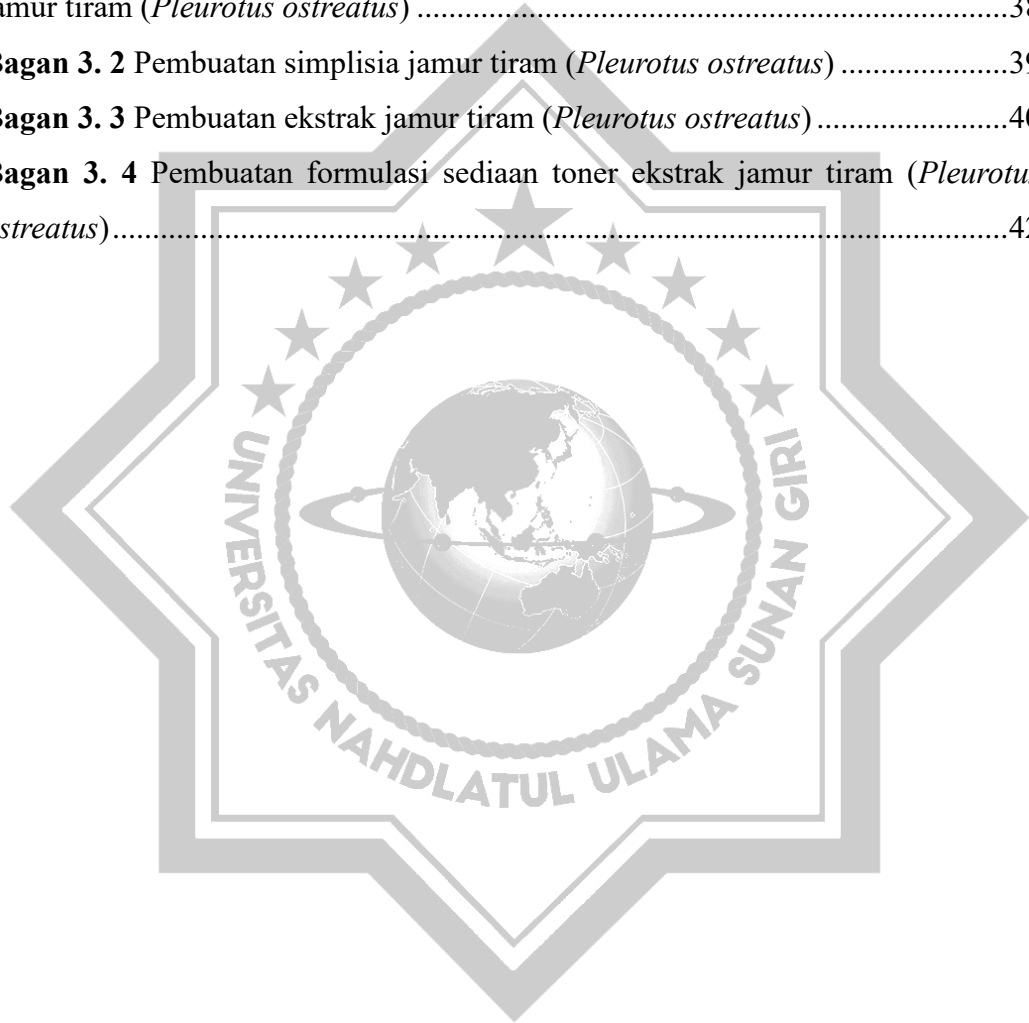 amur tiram (Pleurotus ostreatus) ........................................................................... 38
Bagan 3. 2 Pembuatan simplisia jamur tiram (Pleurotus ostreatus) ..................... 39
Bagan 3. 3 Pembuatan ekstrak jamur tiram (Pleurotus ostreatus) ........................ 40
Bagan 3. 4 Pembuatan formulasi sediaan toner ekstrak jamur tiram (Pleurotus
ostreatus) ................................................................................................................. 42
UNIVERSITAS NAHDLATUL ULAMA SUNAN GIRI